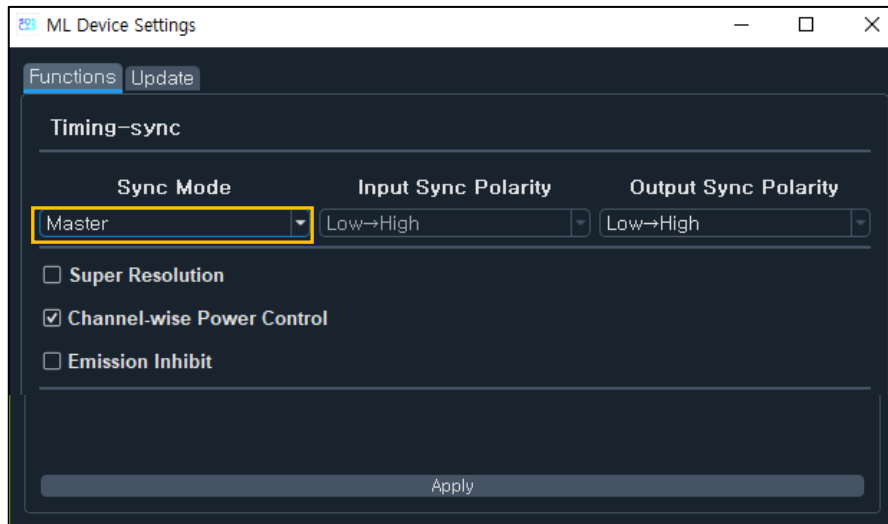 ML Device Settings
Functions Update
Timing-sync
Sync Mode Input Sync Polarity Output Sync Polarity
Master Low→High Low→High
Super Resolution
Channel-wise Power Control
Emission Inhibit
Apply